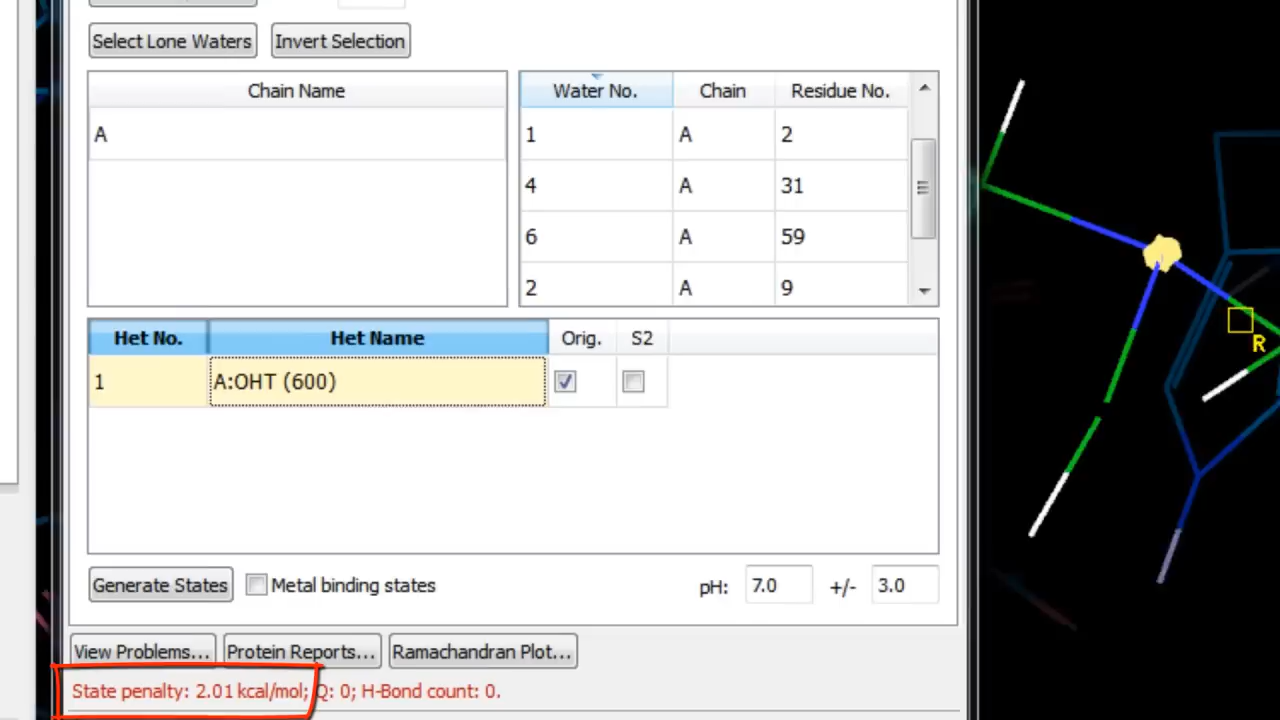 Select Lone Waters Invert Selection
Chain Name Water No. Chain Residue No.
A 1 A 2
4 A 31
6 A 59
2 A 9
Het No. Het Name Orig. S2
1 A:OHT (600)
Generate States Metal binding states pH: 7.0 +/- 3.0
View Problems... Protein Reports... Ramachandran Plot...
State penalty: 2.01 kcal/mol; Q: 0; H-Bond count: 0.
R